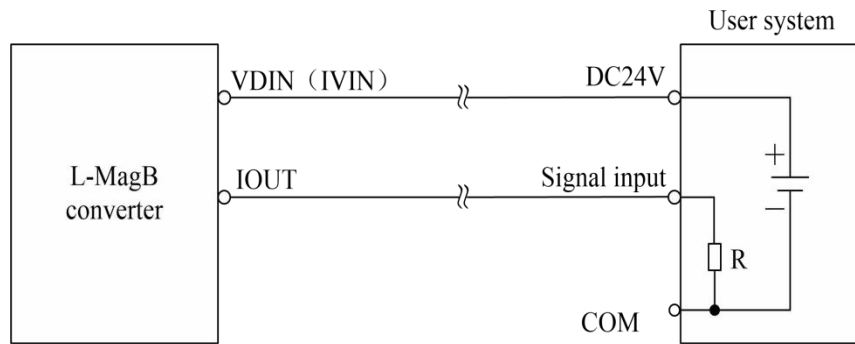 User system
VDIN（IVIN）
DC24V
L-MagB
converter
IOUT
Signal input
+
−
R
COM